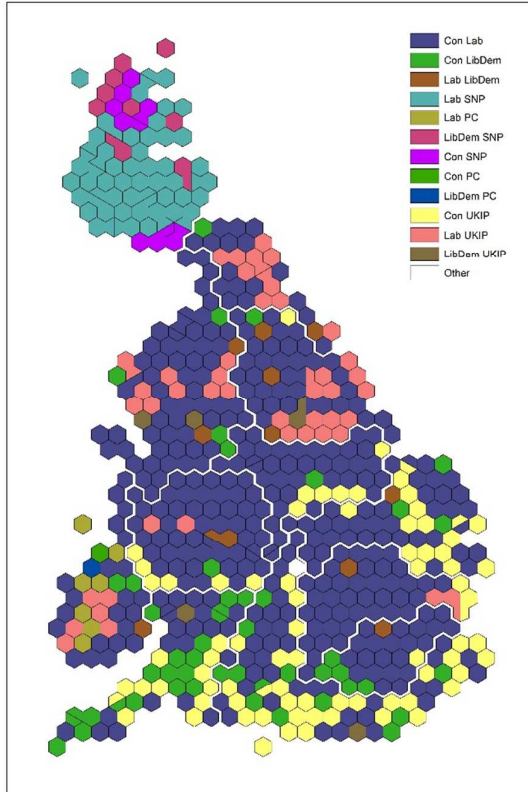 Con Lab
Con LibDem
Lab LibDem
Lab SNP
Lab PC
LibDem SNP
Con SNP
Con PC
LibDem PC
Con UKIP
Lab UKIP
LibDem UKIP
Other